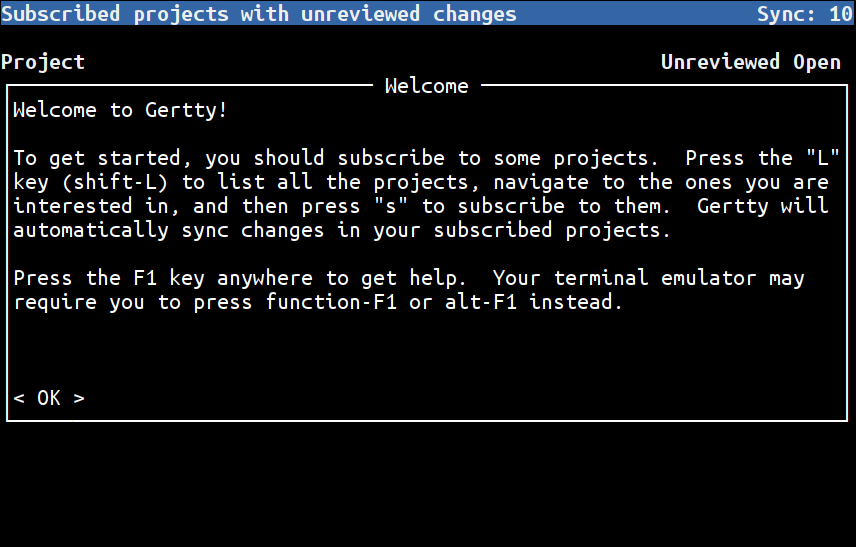 Subscribed projects with unreviewed changes Sync: 10
Project Unreviewed Open
Welcome
Welcome to Gertty!
To get started, you should subscribe to some projects.  Press the "L"
key (shift-L) to list all the projects, navigate to the ones you are
interested in, and then press "s" to subscribe to them.  Gertty will
automatically sync changes in your subscribed projects.
Press the F1 key anywhere to get help.  Your terminal emulator may
require you to press function-F1 or alt-F1 instead.
< OK >